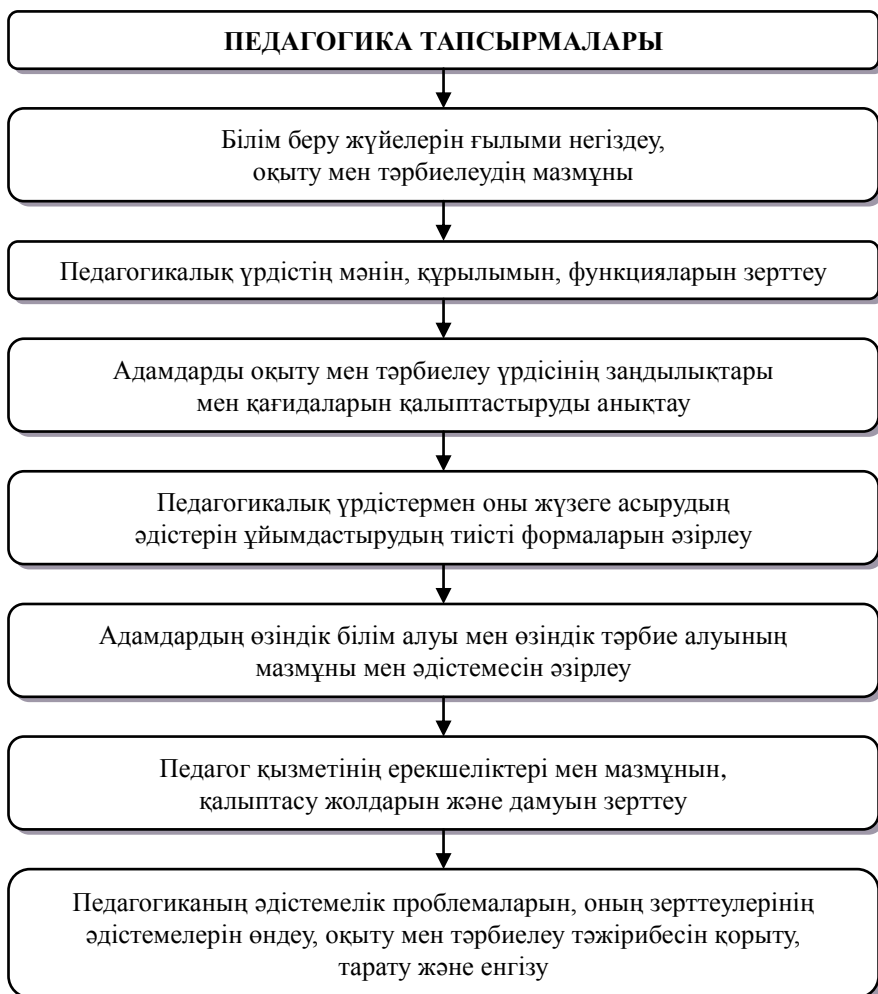 ПЕДАГОГИКА ТАПСЫРМАЛАРЫ
Білім беру жүйелерін ғылыми негіздеу,
оқыту мен тәрбиелеудің мазмұны
Педагогикалық үрдістің мәнін, құрылымын, функцияларын зерттеу
Адамдарды оқыту мен тәрбиелеу үрдісінің заңдылықтары
мен қағидаларын қалыптастыруды анықтау
Педагогикалық үрдістермен оны жүзеге асырудың
әдістерін ұйымдастырудың тиісті формаларын әзірлеу
Адамдардың өзіндік білім алуы мен өзіндік тәрбие алуының
мазмұны мен әдістемесін әзірлеу
Педагог қызметінің ерекшеліктері мен мазмұнын,
қалыптасу жолдарын және дамуын зерттеу
Педагогиканың әдістемелік проблемаларын, оның зерттеулерінің
әдістемелерін өндеу, оқыту мен тәрбиелеу тәжірибесін қорыту,
тарату және енгізу